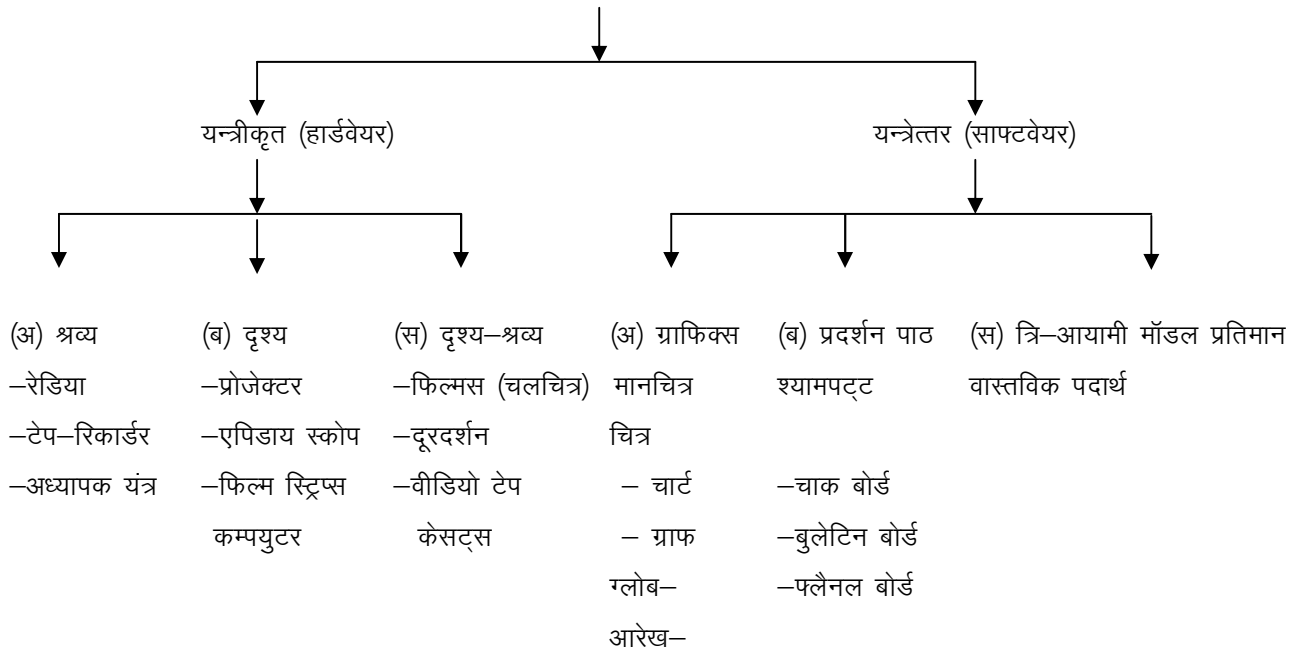 यन्त्रीकृत (हार्डवेयर)
यन्त्रेत्तर (साफ्टवेयर)
(अ) श्रव्य
–रेडिया
–टेप–रिकार्डर
–अध्यापक यंत्र
(ब) दृश्य
–प्रोजेक्टर
–एपिडाय स्कोप
–फिल्म स्ट्रिप्स
कम्पयुटर
(स) दृश्य–श्रव्य
–फिल्मस (चलचित्र)
–दूरदर्शन
–वीडियो टेप
केसट्स
(अ) ग्राफिक्स
मानचित्र
चित्र
– चार्ट
– ग्राफ
ग्लोब–
आरेख–
(ब) प्रदर्शन पाठ
श्यामपट्ट
–चाक बोर्ड
–बुलेटिन बोर्ड
–फ्लैनल बोर्ड
(स) त्रि–आयामी मॉडल प्रतिमान
वास्तविक पदार्थ